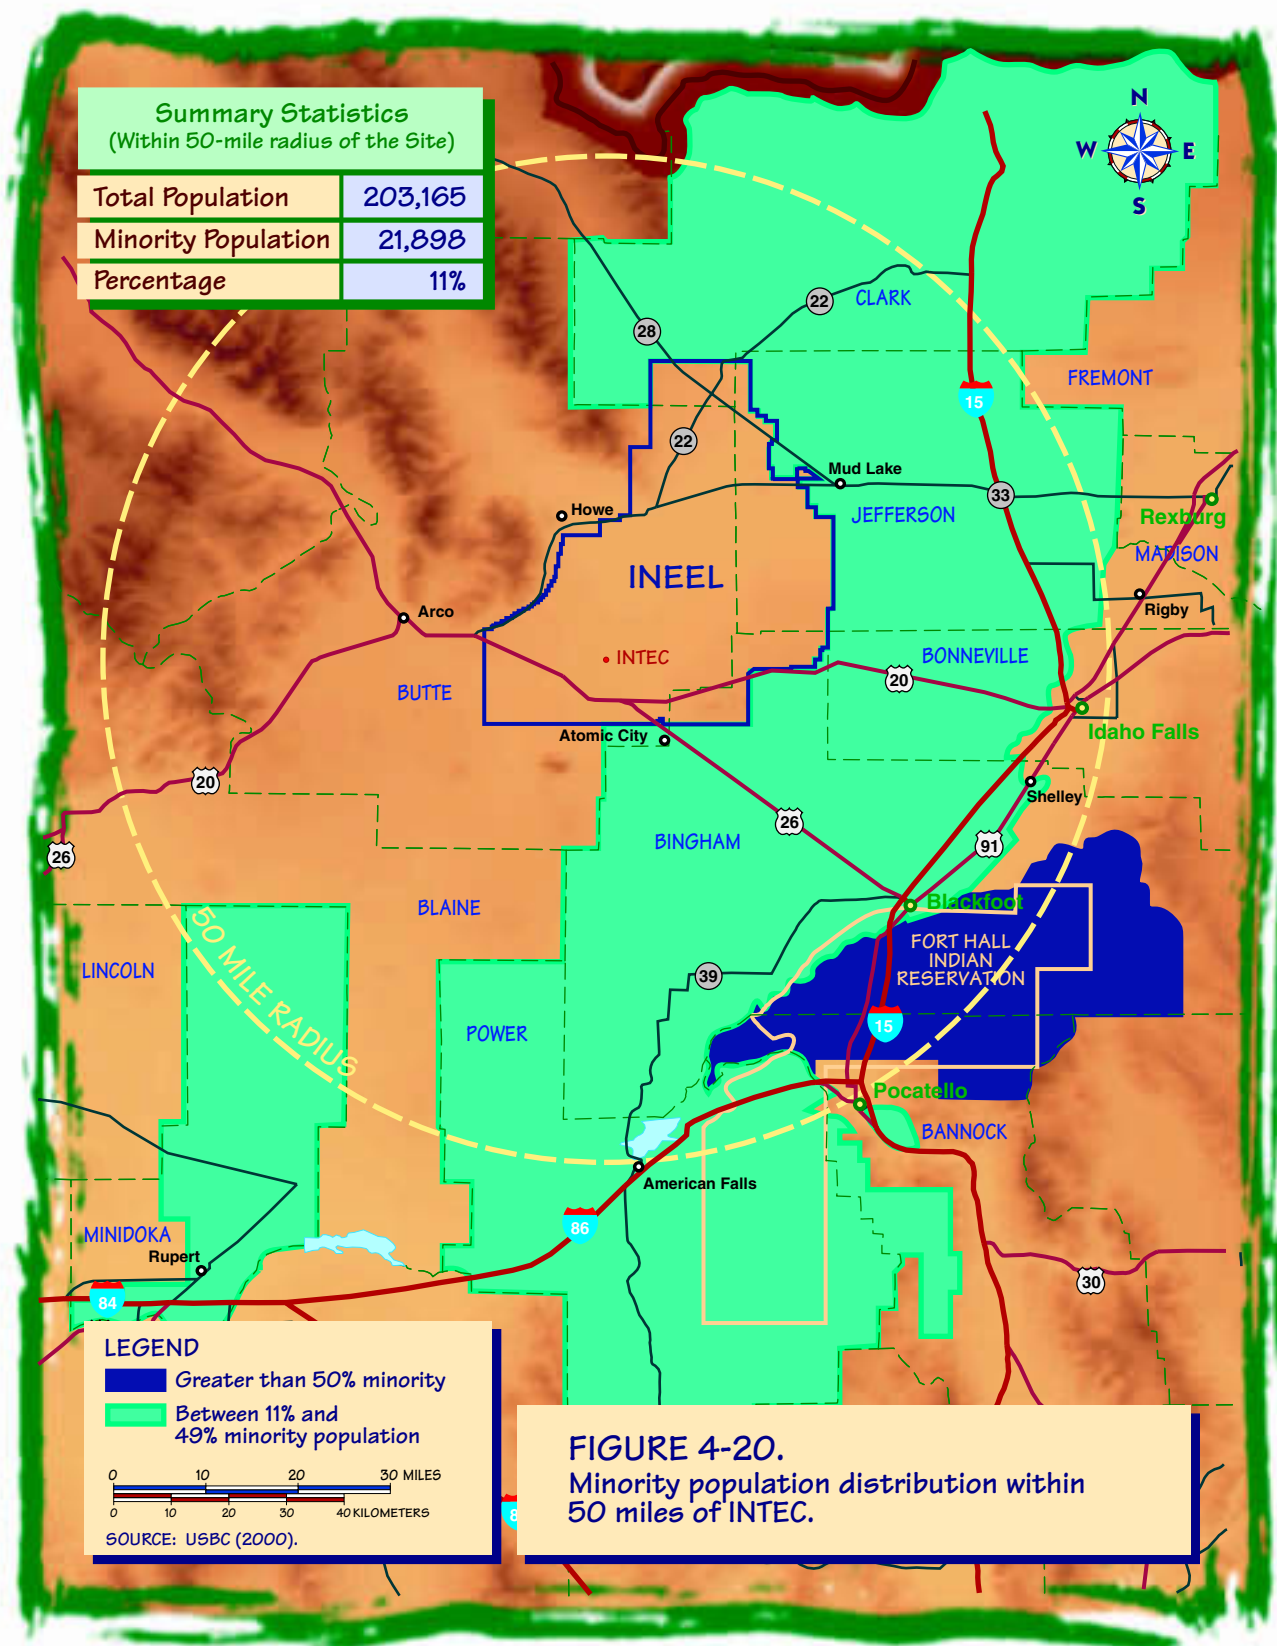 Summary Statistics
(Within 50-mile radius of the Site)
Total Population 203,165
Minority Population 21,898
Percentage 11%
N
W E
S
22
CLARK
28
FREMONT
15
22
Mud Lake
33
Howe
JEFFERSON
Rexburg
MADISON
INEEL
Rigby
Arco
INTEC
BONNEVILLE
20
BUTTE
Atomic City
Idaho Falls
20
Shelley
26
BINGHAM
91
26
BLAINE
Blackfoot
50 MILE RADIUS
FORT HALL
INDIAN
RESERVATION
LINCOLN
39
POWER
15
Pocatello
BANNOCK
American Falls
86
MINIDOKA
Rupert
30
84
LEGEND
Greater than 50% minority
Between 11% and
49% minority population
0 10 20 30 MILES
0 10 20 30 40 KILOMETERS
SOURCE: USBC (2000).
8
FIGURE 4-20.
Minority population distribution within
50 miles of INTEC.